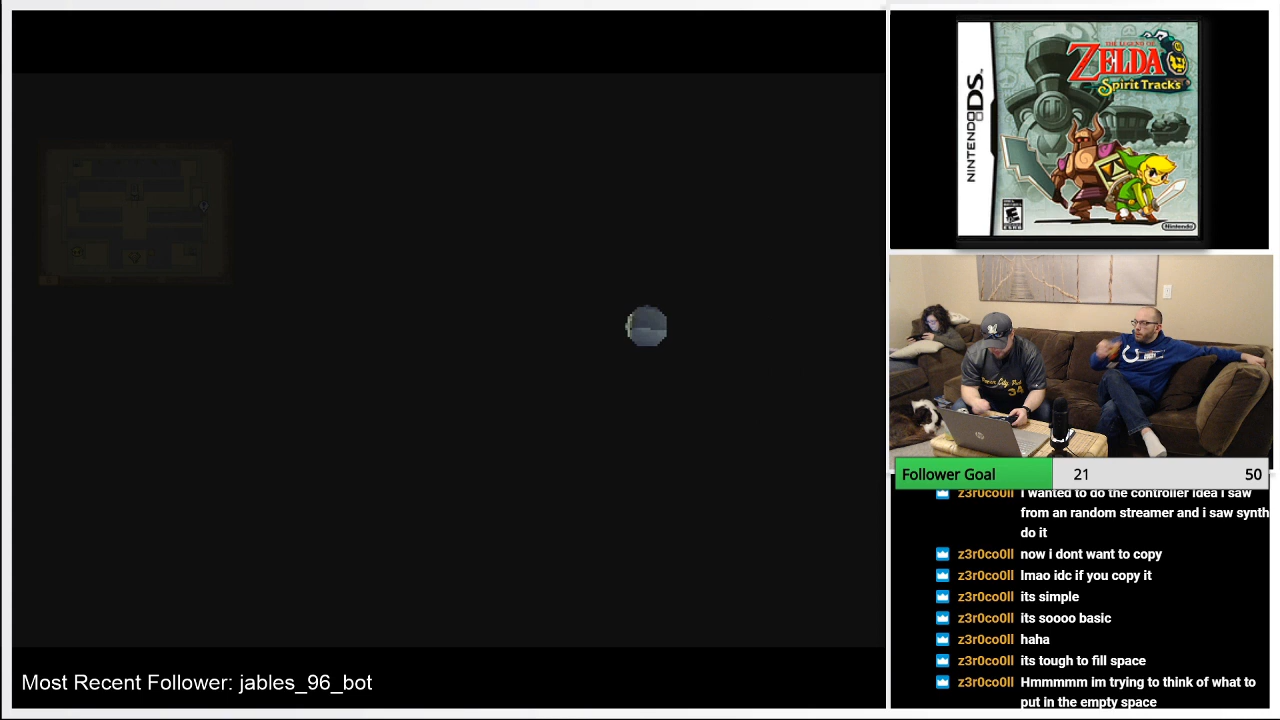 NINTENDODS™
THE LEGEND OF
ZELDA
Spirit Tracks
E
Nintendo
34
Follower Goal 21 50
z3r0co0ll I wanted to do the controller idea i saw
from an random streamer and i saw synth
do it
z3r0co0ll now i dont want to copy
z3r0co0ll lmao idc if you copy it
z3r0co0ll its simple
z3r0co0ll its soooo basic
z3r0co0ll haha
z3r0co0ll its tough to fill space
z3r0co0ll Hmmmmm im trying to think of what to
put in the empty space
Most Recent Follower: jables_96_bot